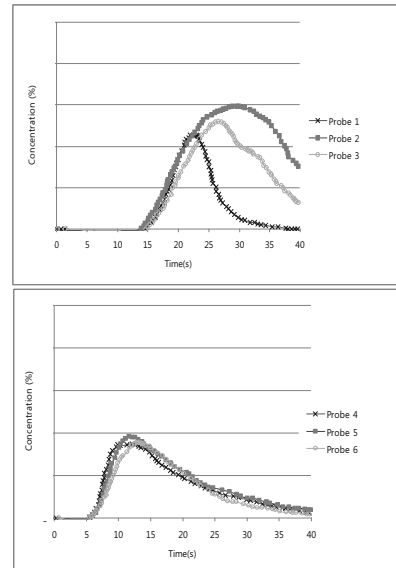 Concentration (%)
Probe 1
Probe 2
Probe 3
0 5 10 15 20 25 30 35 40
Time(s)
Concentration (%)
Probe 4
Probe 5
Probe 6
-
0 5 10 15 20 25 30 35 40
Time(s)